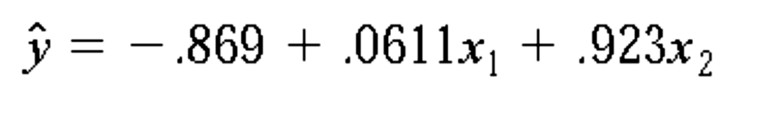 ŷ = − .869 + .0611x₁ + .923x₂